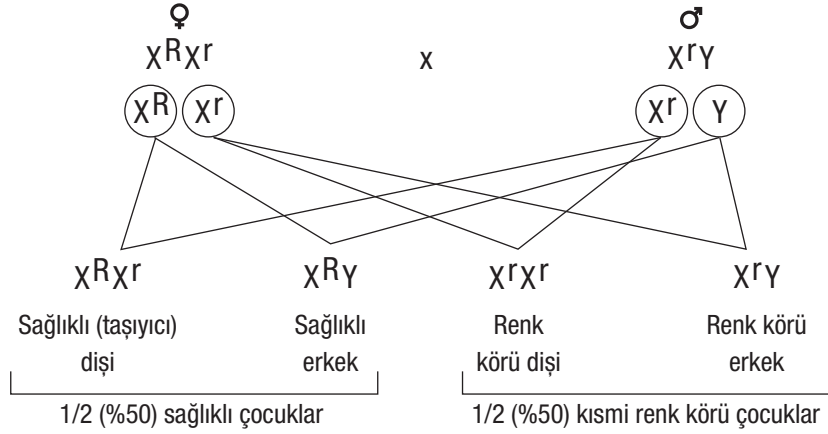 ♀ ♂
XᴿXʳ x XʳY
Xᴿ Xʳ Xʳ Y
XᴿXʳ XᴿY XʳXʳ XʳY
Sağlıklı (taşıyıcı) Sağlıklı Renk Renk körü
dişi erkek körü dişi erkek
1/2 (%50) sağlıklı çocuklar 1/2 (%50) kısmi renk körü çocuklar